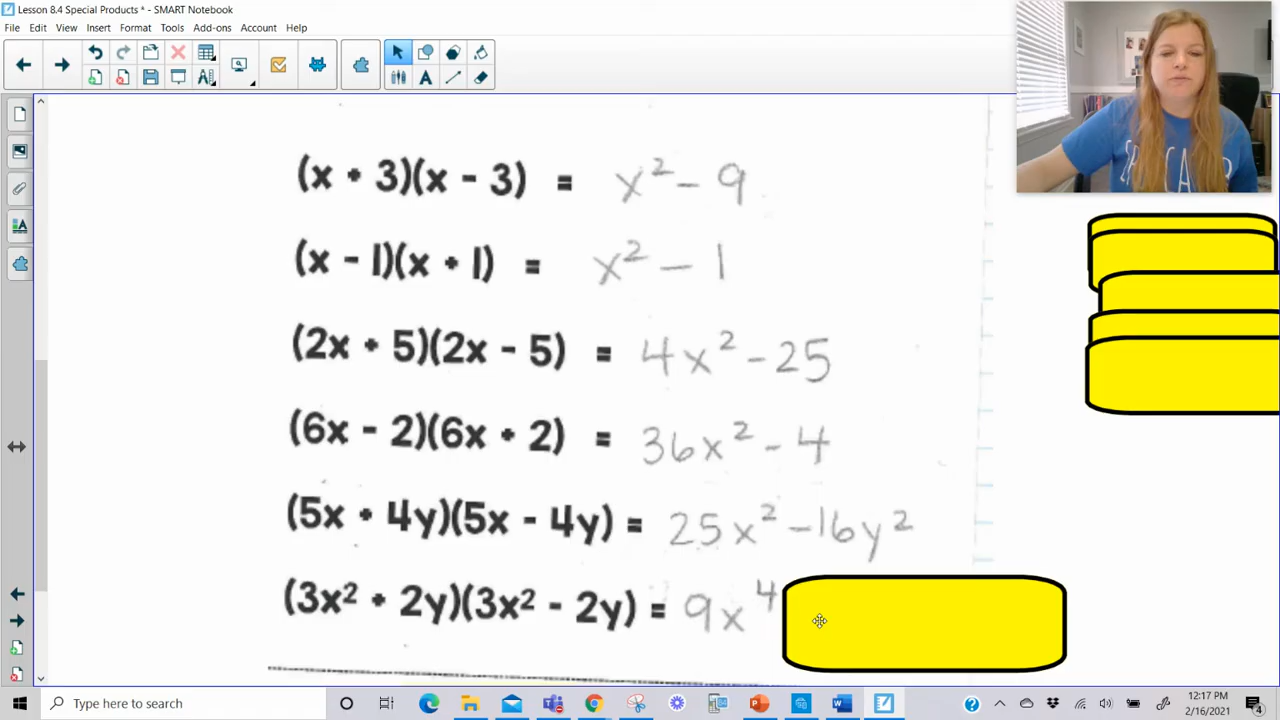 Lesson 8.4 Special Products * - SMART Notebook
File Edit View Insert Format Tools Add-ons Account Help
(x + 3)(x - 3) = x² - 9
(x - 1)(x + 1) = x² - 1
(2x + 5)(2x - 5) = 4x² - 25
(6x - 2)(6x + 2) = 36x² - 4
(5x + 4y)(5x - 4y) = 25x² - 16y²
(3x² + 2y)(3x² - 2y) = 9x⁴
Type here to search
12:17 PM
2/16/2021
4